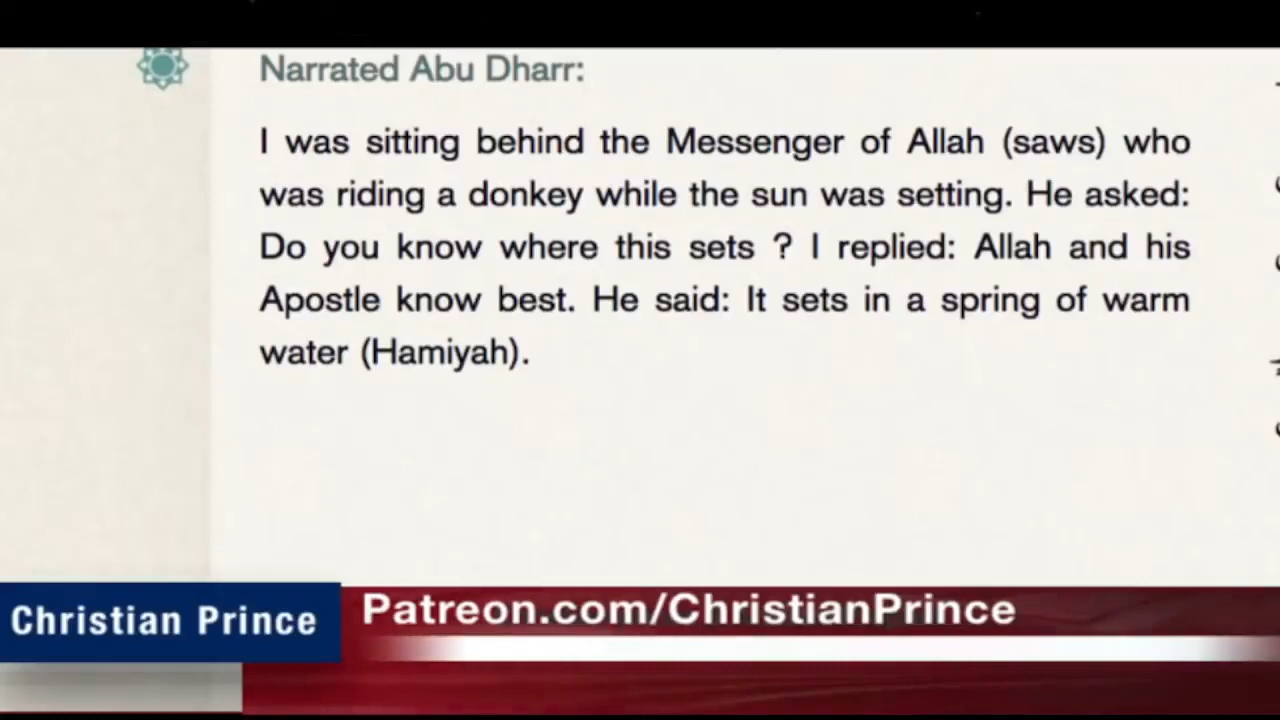 Narrated Abu Dharr:
I was sitting behind the Messenger of Allah (saws) who
was riding a donkey while the sun was setting. He asked:
Do you know where this sets ? I replied: Allah and his
Apostle know best. He said: It sets in a spring of warm
water (Hamiyah).
Christian Prince
Patreon.com/ChristianPrince